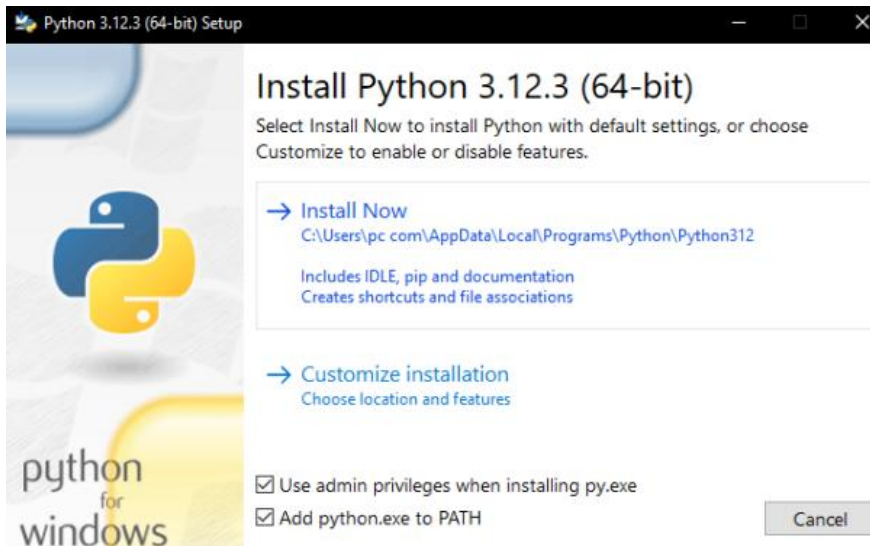 Python 3.12.3 (64-bit) Setup
Install Python 3.12.3 (64-bit)
Select Install Now to install Python with default settings, or choose
Customize to enable or disable features.
Install Now
C:\Users\pc com\AppData\Local\Programs\Python\Python312
Includes IDLE, pip and documentation
Creates shortcuts and file associations
Customize installation
Choose location and features
python
for
windows
Use admin privileges when installing py.exe
Add python.exe to PATH
Cancel